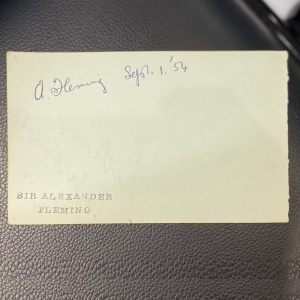 A. Fleming Sept. 1. '54
SIR ALEXANDER
FLEMING